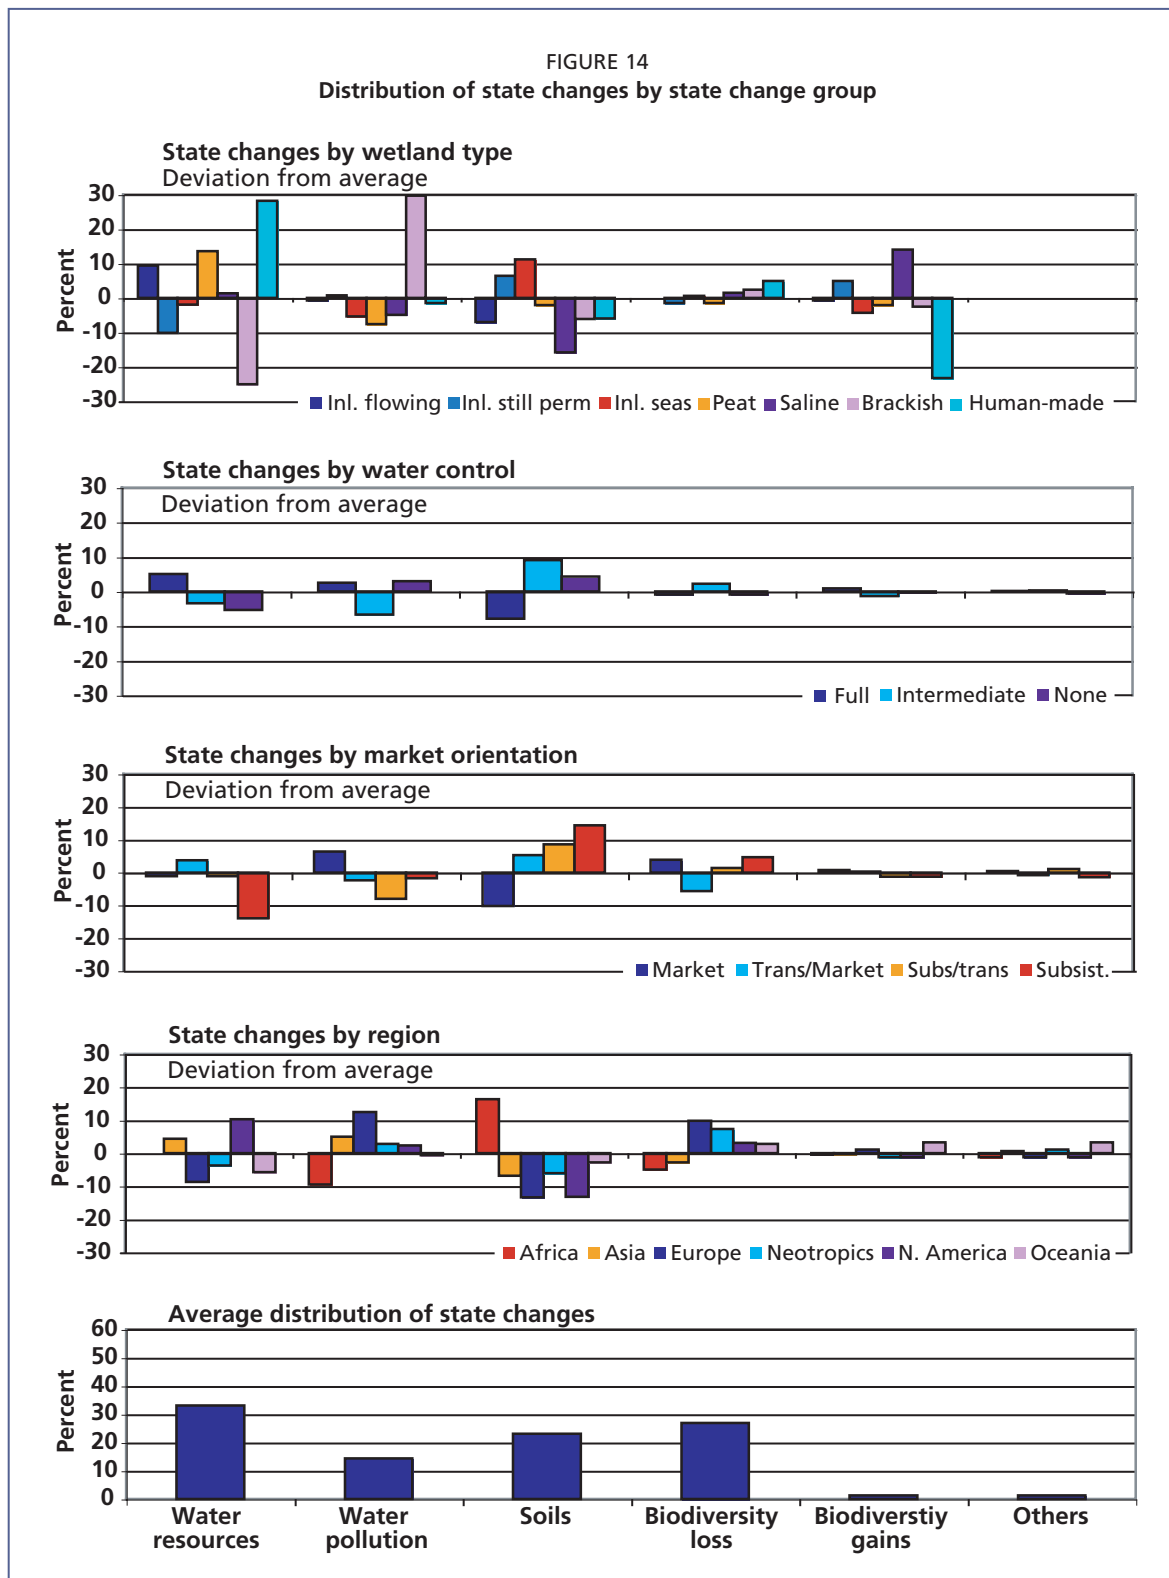 FIGURE 14
Distribution of state changes by state change group
State changes by wetland type
Deviation from average
30
20
10
0
-10
-20
-30
Percent
Inl. flowing Inl. still perm Inl. seas Peat Saline Brackish Human-made
State changes by water control
Deviation from average
30
20
10
0
-10
-20
-30
Percent
Full Intermediate None
State changes by market orientation
Deviation from average
30
20
10
0
-10
-20
-30
Percent
Market Trans/Market Subs/trans Subsist.
State changes by region
Deviation from average
30
20
10
0
-10
-20
-30
Percent
Africa Asia Europe Neotropics N. America Oceania
Average distribution of state changes
60
50
40
30
20
10
0
Percent
Water resources
Water pollution
Soils
Biodiversity loss
Biodiverstiy gains
Others